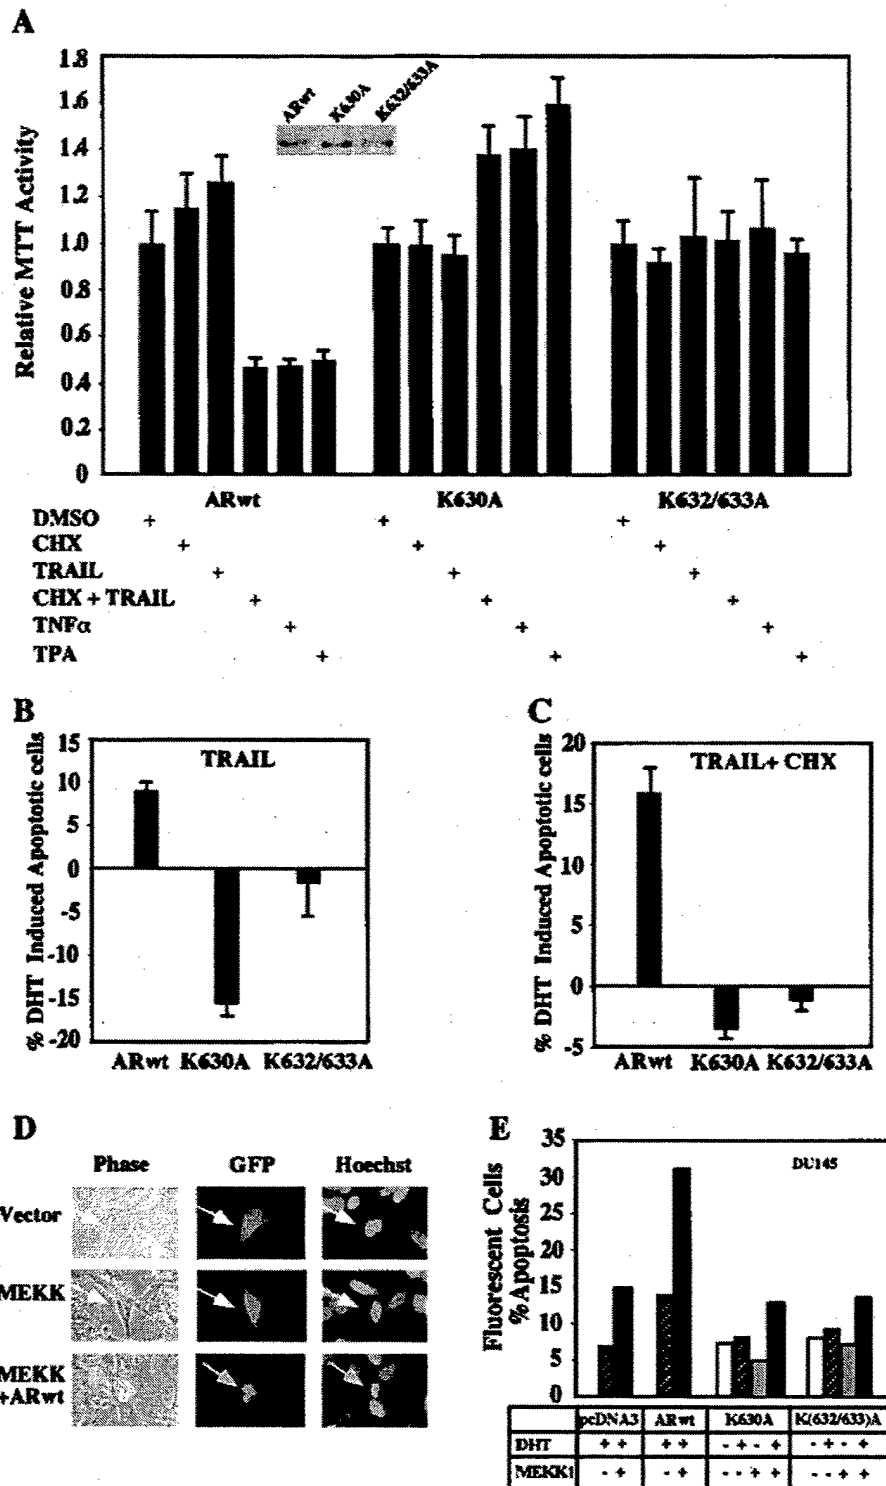 A
1.8
1.6
1.4
1.2
1.0
0.8
0.6
0.4
0.2
0
Relative MTT Activity
ARwt
K630A
K632/633A
ARwt K630A K632/633A
DMSO + + +
CHX + + +
TRAIL + + +
CHX + TRAIL + + +
TNFα + + +
TPA + + +
B
15
10
5
0
-5
-10
-15
-20
% DHT Induced Apoptotic cells
TRAIL
ARwt K630A K632/633A
C
20
15
10
5
0
-5
% DHT Induced Apoptotic cells
TRAIL+ CHX
ARwt K630A K632/633A
D
Phase GFP Hoechst
Vector
MEKK
MEKK
+ARwt
E
35
30
25
20
15
10
5
0
Fluorescent Cells
% Apoptosis
DU145
pcDNA3 ARwt K630A K(632/633)A
DHT + + + + - + - + - + - +
MEKK1 - + - + - - + + - - + +